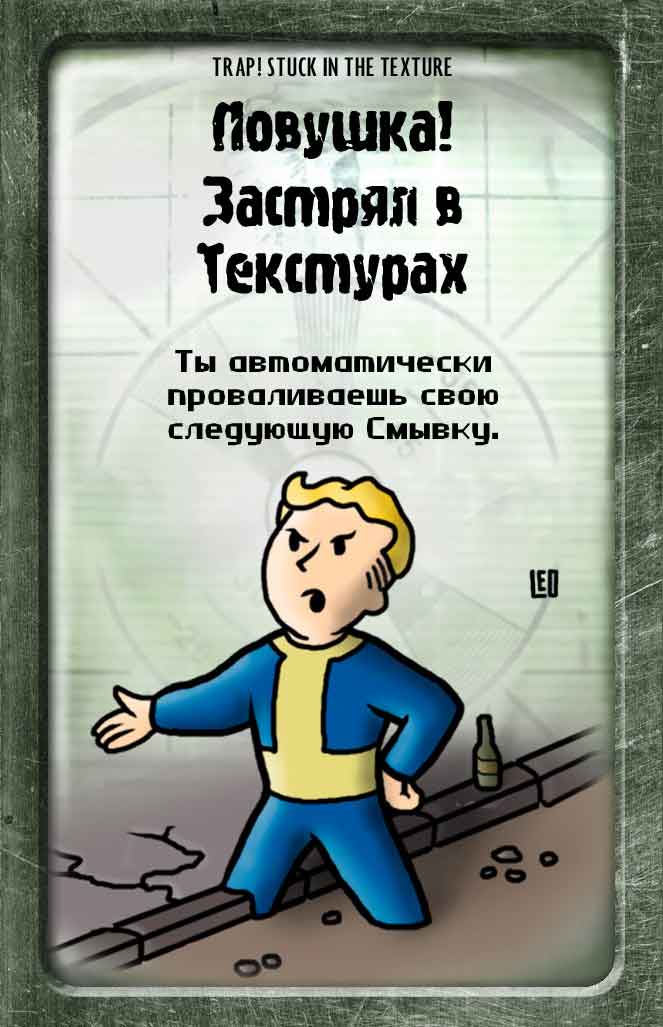 TRAP! STUCK IN THE TEXTURE
Ловушка!
Застрял в
Текстурах
Ты автоматически
проваливаешь свою
следующую Смывку.
LEO